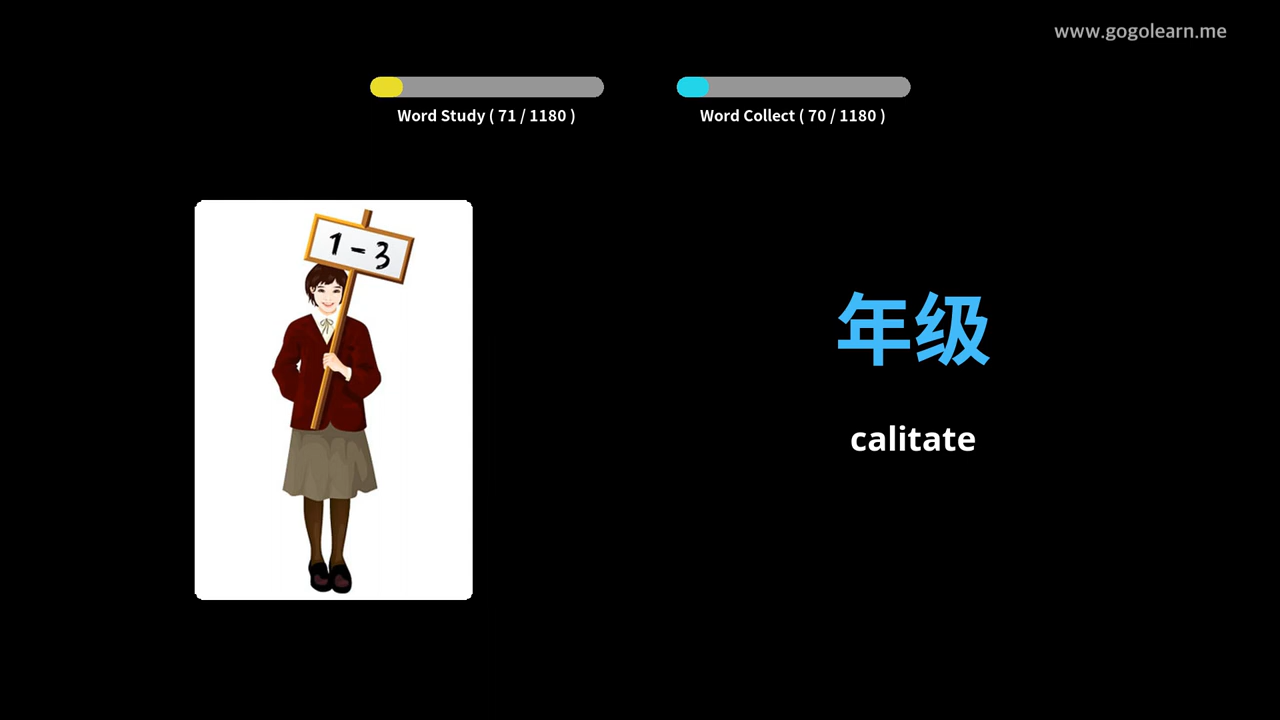 www.gogolearn.me
Word Study ( 71 / 1180 )
Word Collect ( 70 / 1180 )
1 - 3
年级
calitate